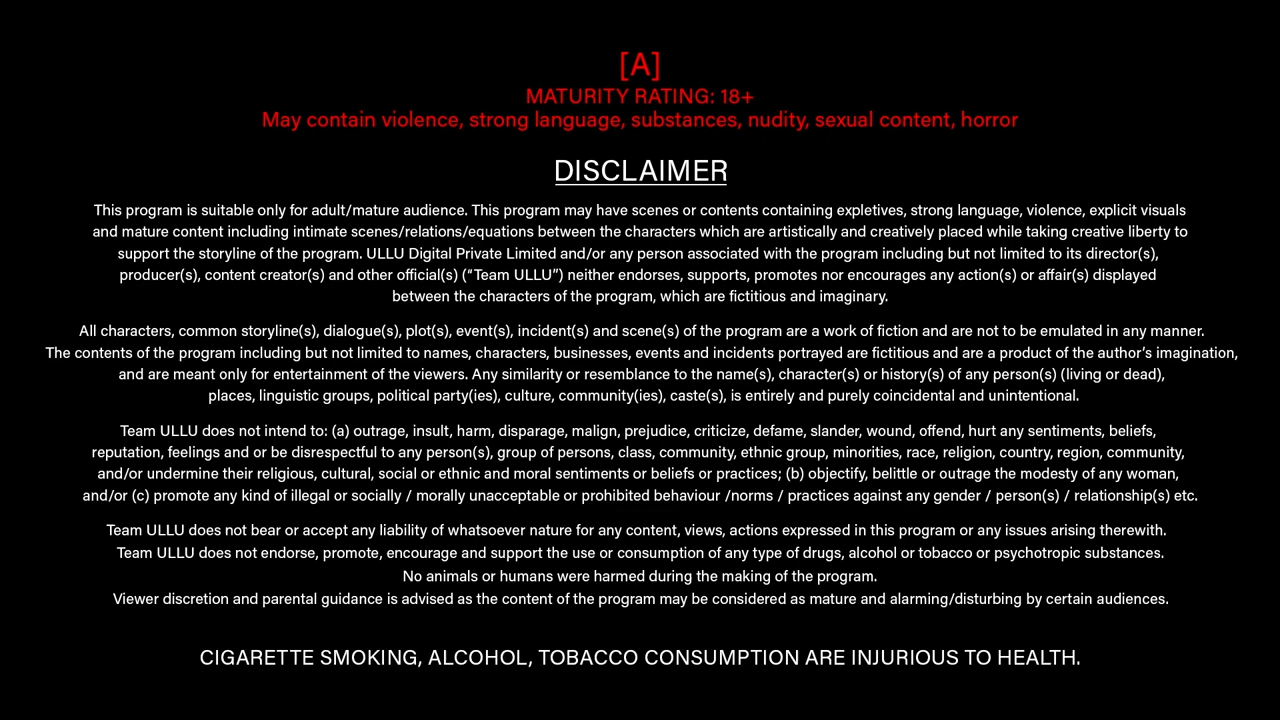 [A]
MATURITY RATING: 18+
May contain violence, strong language, substances, nudity, sexual content, horror
DISCLAIMER
This program is suitable only for adult/mature audience. This program may have scenes or contents containing expletives, strong language, violence, explicit visuals
and mature content including intimate scenes/relations/equations between the characters which are artistically and creatively placed while taking creative liberty to
support the storyline of the program. ULLU Digital Private Limited and/or any person associated with the program including but not limited to its director(s),
producer(s), content creator(s) and other official(s) (“Team ULLU”) neither endorses, supports, promotes nor encourages any action(s) or affair(s) displayed
between the characters of the program, which are fictitious and imaginary.
All characters, common storyline(s), dialogue(s), plot(s), event(s), incident(s) and scene(s) of the program are a work of fiction and are not to be emulated in any manner.
The contents of the program including but not limited to names, characters, businesses, events and incidents portrayed are fictitious and are a product of the author’s imagination,
and are meant only for entertainment of the viewers. Any similarity or resemblance to the name(s), character(s) or history(s) of any person(s) (living or dead),
places, linguistic groups, political party(ies), culture, community(ies), caste(s), is entirely and purely coincidental and unintentional.
Team ULLU does not intend to: (a) outrage, insult, harm, disparage, malign, prejudice, criticize, defame, slander, wound, offend, hurt any sentiments, beliefs,
reputation, feelings and or be disrespectful to any person(s), group of persons, class, community, ethnic group, minorities, race, religion, country, region, community,
and/or undermine their religious, cultural, social or ethnic and moral sentiments or beliefs or practices; (b) objectify, belittle or outrage the modesty of any woman,
and/or (c) promote any kind of illegal or socially / morally unacceptable or prohibited behaviour /norms / practices against any gender / person(s) / relationship(s) etc.
Team ULLU does not bear or accept any liability of whatsoever nature for any content, views, actions expressed in this program or any issues arising therewith.
Team ULLU does not endorse, promote, encourage and support the use or consumption of any type of drugs, alcohol or tobacco or psychotropic substances.
No animals or humans were harmed during the making of the program.
Viewer discretion and parental guidance is advised as the content of the program may be considered as mature and alarming/disturbing by certain audiences.
CIGARETTE SMOKING, ALCOHOL, TOBACCO CONSUMPTION ARE INJURIOUS TO HEALTH.